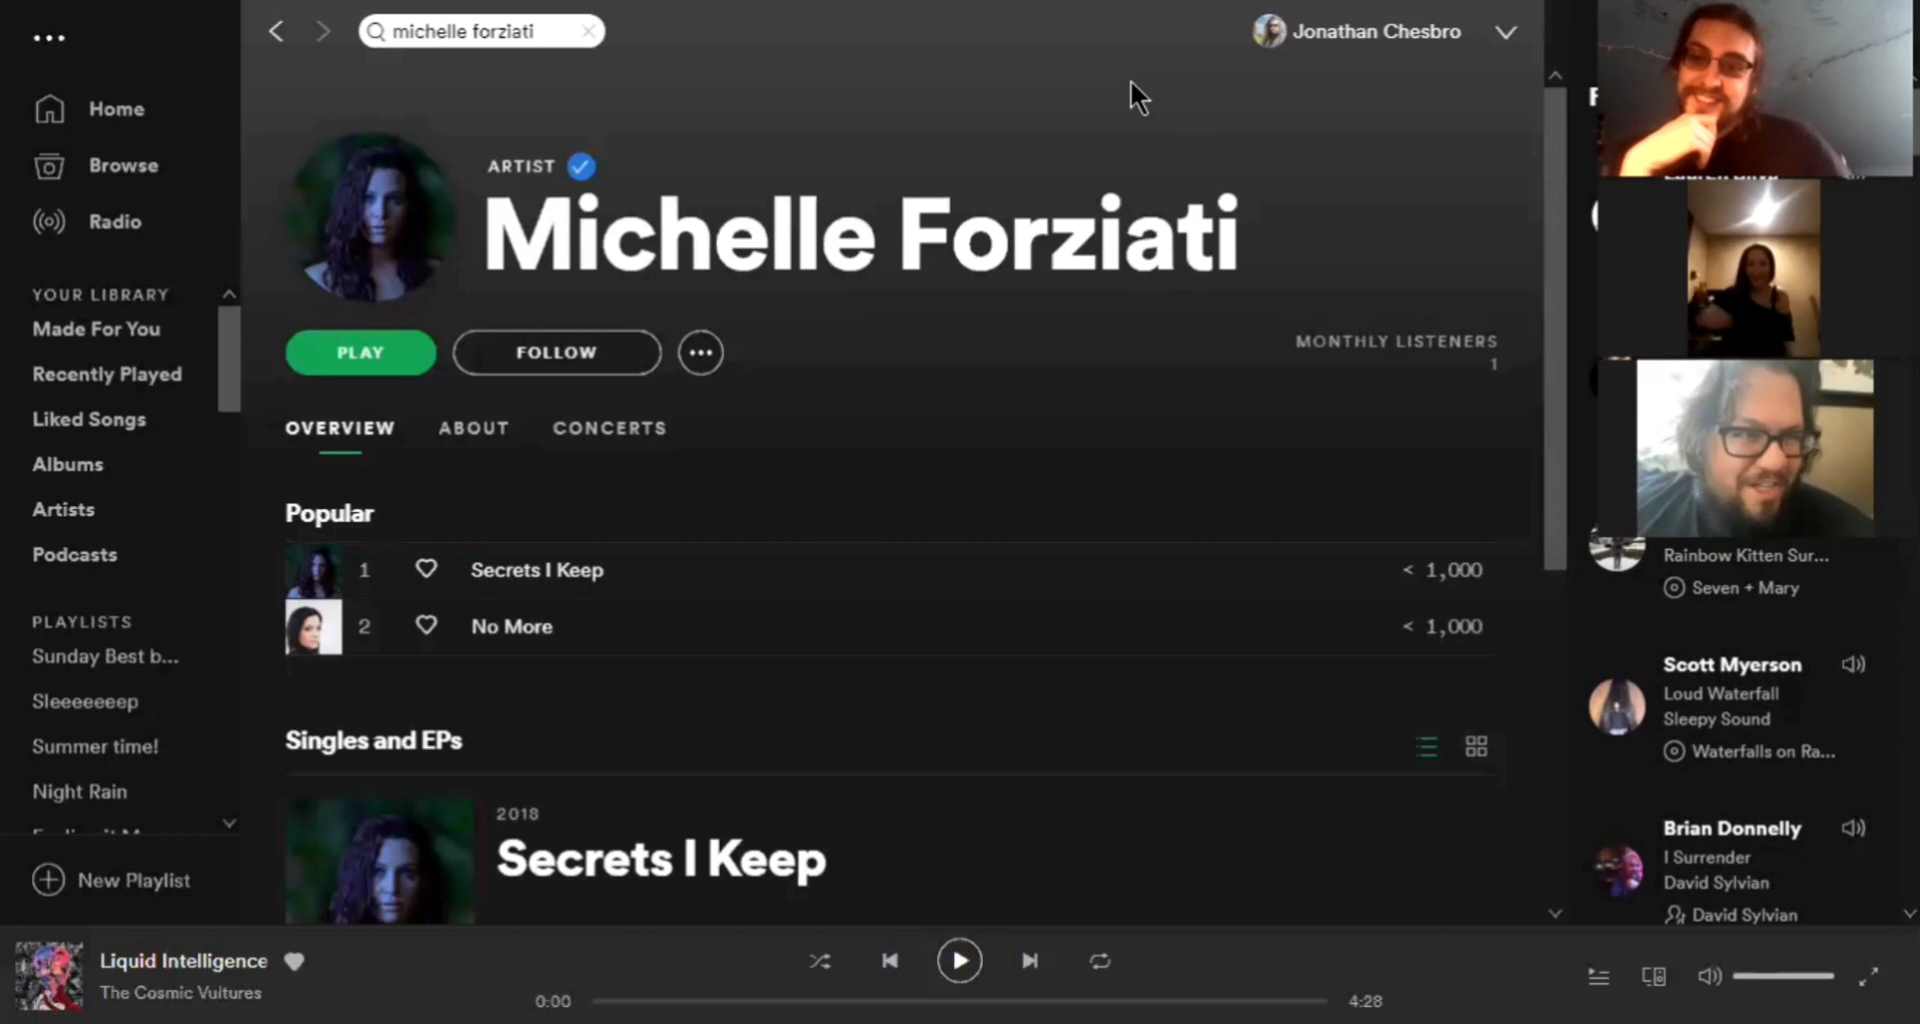 michelle forziati
Jonathan Chesbro
Home
Browse
Radio
YOUR LIBRARY
Made For You
Recently Played
Liked Songs
Albums
Artists
Podcasts
PLAYLISTS
Sunday Best b...
Sleeeeeeep
Summer time!
Night Rain
New Playlist
ARTIST
Michelle Forziati
PLAY
FOLLOW
MONTHLY LISTENERS
1
OVERVIEW
ABOUT
CONCERTS
Popular
1 Secrets I Keep < 1,000
2 No More < 1,000
Singles and EPs
2018
Secrets I Keep
Rainbow Kitten Sur...
Seven + Mary
Scott Myerson
Loud Waterfall
Sleepy Sound
Waterfalls on Ra...
Brian Donnelly
I Surrender
David Sylvian
David Sylvian
Liquid Intelligence
The Cosmic Vultures
0:00
4:28